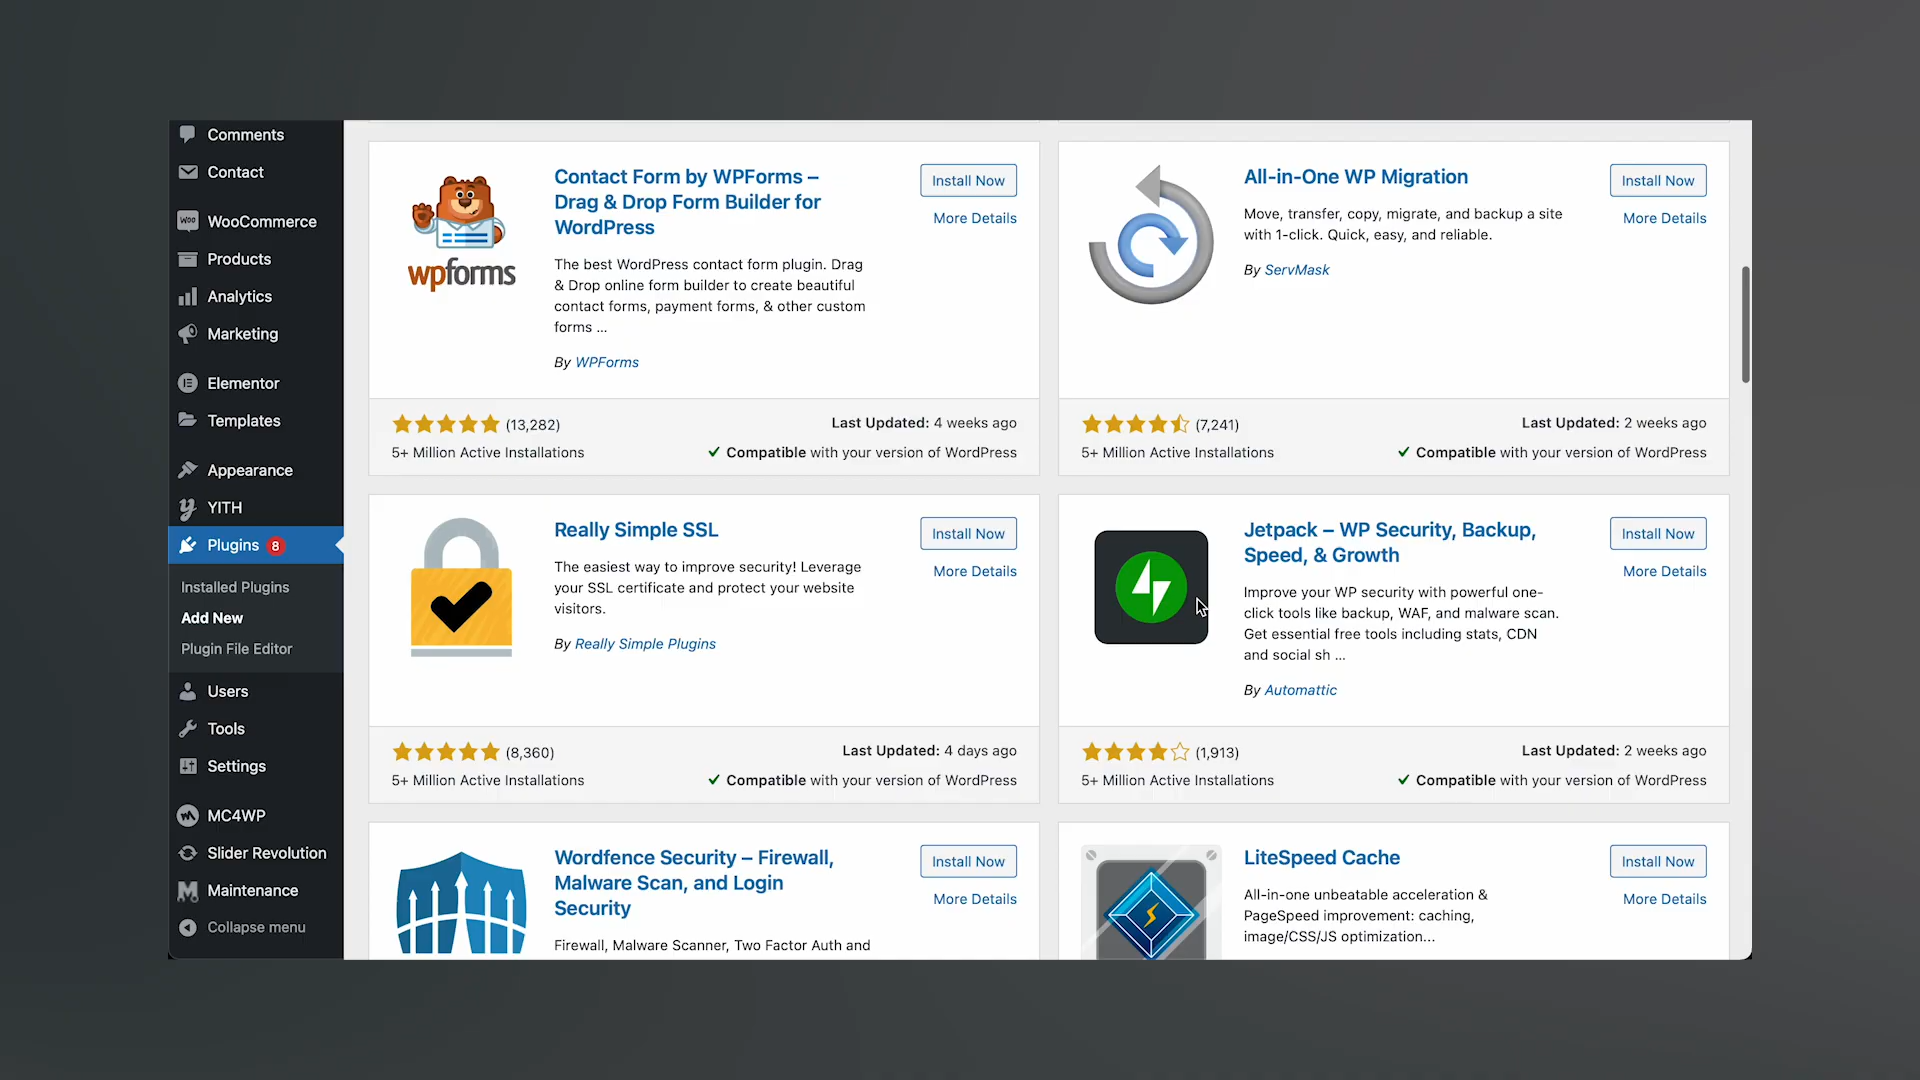 Comments
Contact
WooCommerce
Products
Analytics
Marketing
Elementor
Templates
Appearance
YITH
Plugins 8
Installed Plugins
Add New
Plugin File Editor
Users
Tools
Settings
MC4WP
Slider Revolution
Maintenance
Collapse menu
wpforms
Contact Form by WPForms –
Drag & Drop Form Builder for
WordPress
Install Now
More Details
The best WordPress contact form plugin. Drag
& Drop online form builder to create beautiful
contact forms, payment forms, & other custom
forms ...
By WPForms
(13,282)
Last Updated: 4 weeks ago
5+ Million Active Installations
Compatible with your version of WordPress
All-in-One WP Migration
Install Now
More Details
Move, transfer, copy, migrate, and backup a site
with 1-click. Quick, easy, and reliable.
By ServMask
(7,241)
Last Updated: 2 weeks ago
5+ Million Active Installations
Compatible with your version of WordPress
Really Simple SSL
Install Now
More Details
The easiest way to improve security! Leverage
your SSL certificate and protect your website
visitors.
By Really Simple Plugins
(8,360)
Last Updated: 4 days ago
5+ Million Active Installations
Compatible with your version of WordPress
Jetpack – WP Security, Backup,
Speed, & Growth
Install Now
More Details
Improve your WP security with powerful one-
click tools like backup, WAF, and malware scan.
Get essential free tools including stats, CDN
and social sh ...
By Automattic
(1,913)
Last Updated: 2 weeks ago
5+ Million Active Installations
Compatible with your version of WordPress
Wordfence Security – Firewall,
Malware Scan, and Login
Security
Install Now
More Details
Firewall, Malware Scanner, Two Factor Auth and
LiteSpeed Cache
Install Now
More Details
All-in-one unbeatable acceleration &
PageSpeed improvement: caching,
image/CSS/JS optimization...